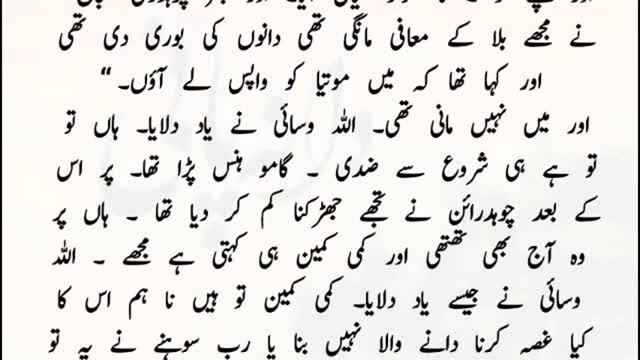 نے مجھے بلا کے معافی مانگی تھی دانوں کی بوری دی تھی
اور کہا تھا کہ میں موتیا کو واپس لے آؤں۔“
اور میں نہیں مانی تھی۔ اللہ وسائی نے یاد دلایا۔ ہاں تو
تو ہے ہی شروع سے ضدی ۔ گامو ہنس پڑا تھا۔ پر اس
کے بعد چوہدرائن نے تجھے جھڑکنا کم کر دیا تھا ۔ ہاں پر
وہ آج بھی تھتھی اور کمی کمین ہی کہتی ہے مجھے ۔ اللہ
وسائی نے جیسے یاد دلایا۔ کمی کمین تو ہیں نا ہم اس کا
کیا غصہ کرنا دانے والا نہیں بنا یا رب سوہنے نے یہ تو